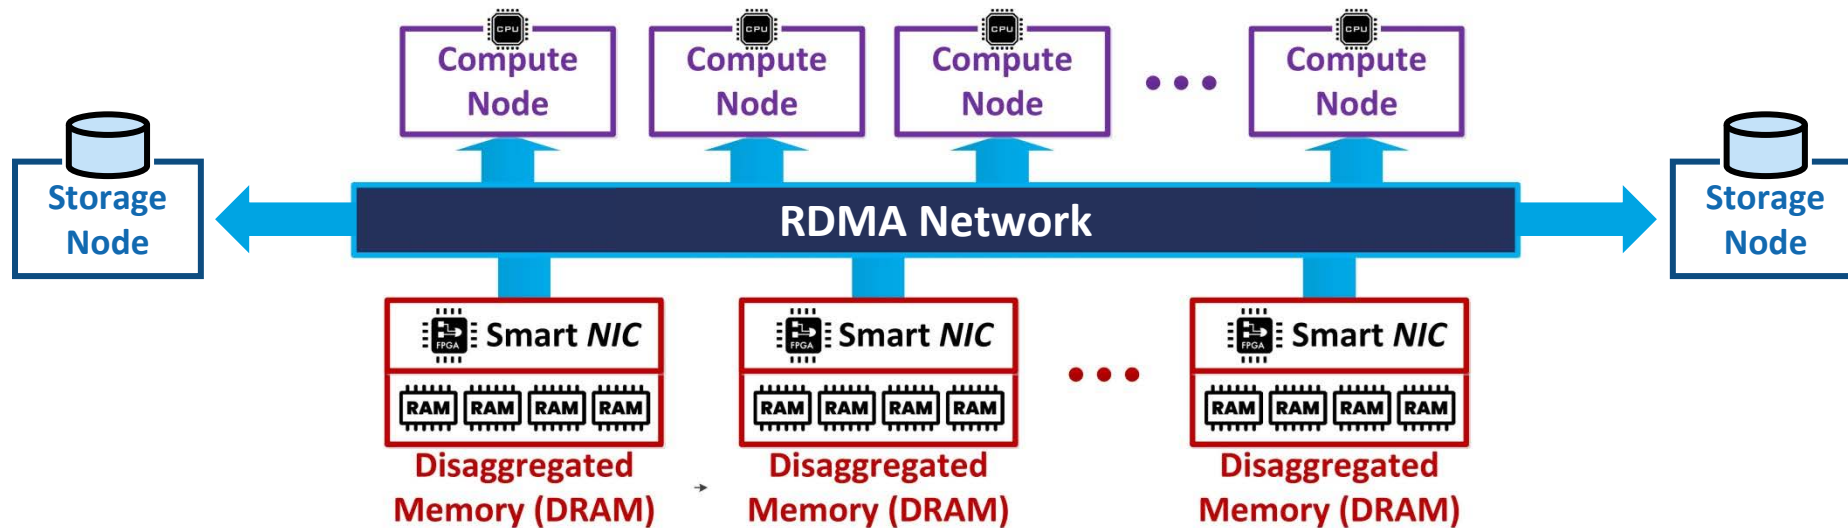 CPU
Compute
Node
CPU
Compute
Node
CPU
Compute
Node
CPU
Compute
Node
Storage
Node
RDMA Network
Storage
Node
FPGA
Smart NIC
RAM RAM RAM RAM
Disaggregated
Memory (DRAM)
FPGA
Smart NIC
RAM RAM RAM RAM
Disaggregated
Memory (DRAM)
FPGA
Smart NIC
RAM RAM RAM RAM
Disaggregated
Memory (DRAM)